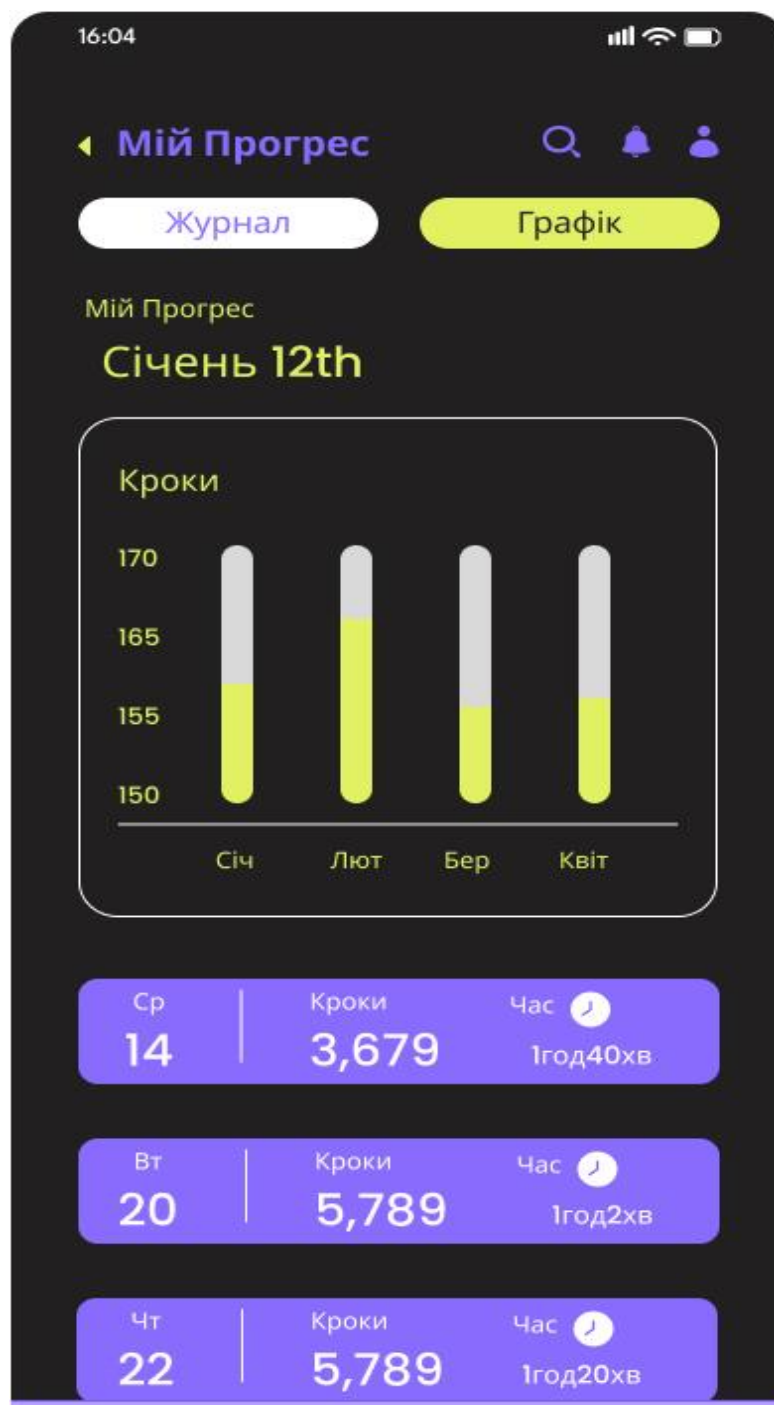 16:04
Мій Прогрес
Журнал Графік
Мій Прогрес
Січень 12th
Кроки
170
165
155
150
Січ Лют Бер Квіт
Ср Кроки Час
14 3,679 1год40хв
Вт Кроки Час
20 5,789 1год2хв
Чт Кроки Час
22 5,789 1год20хв